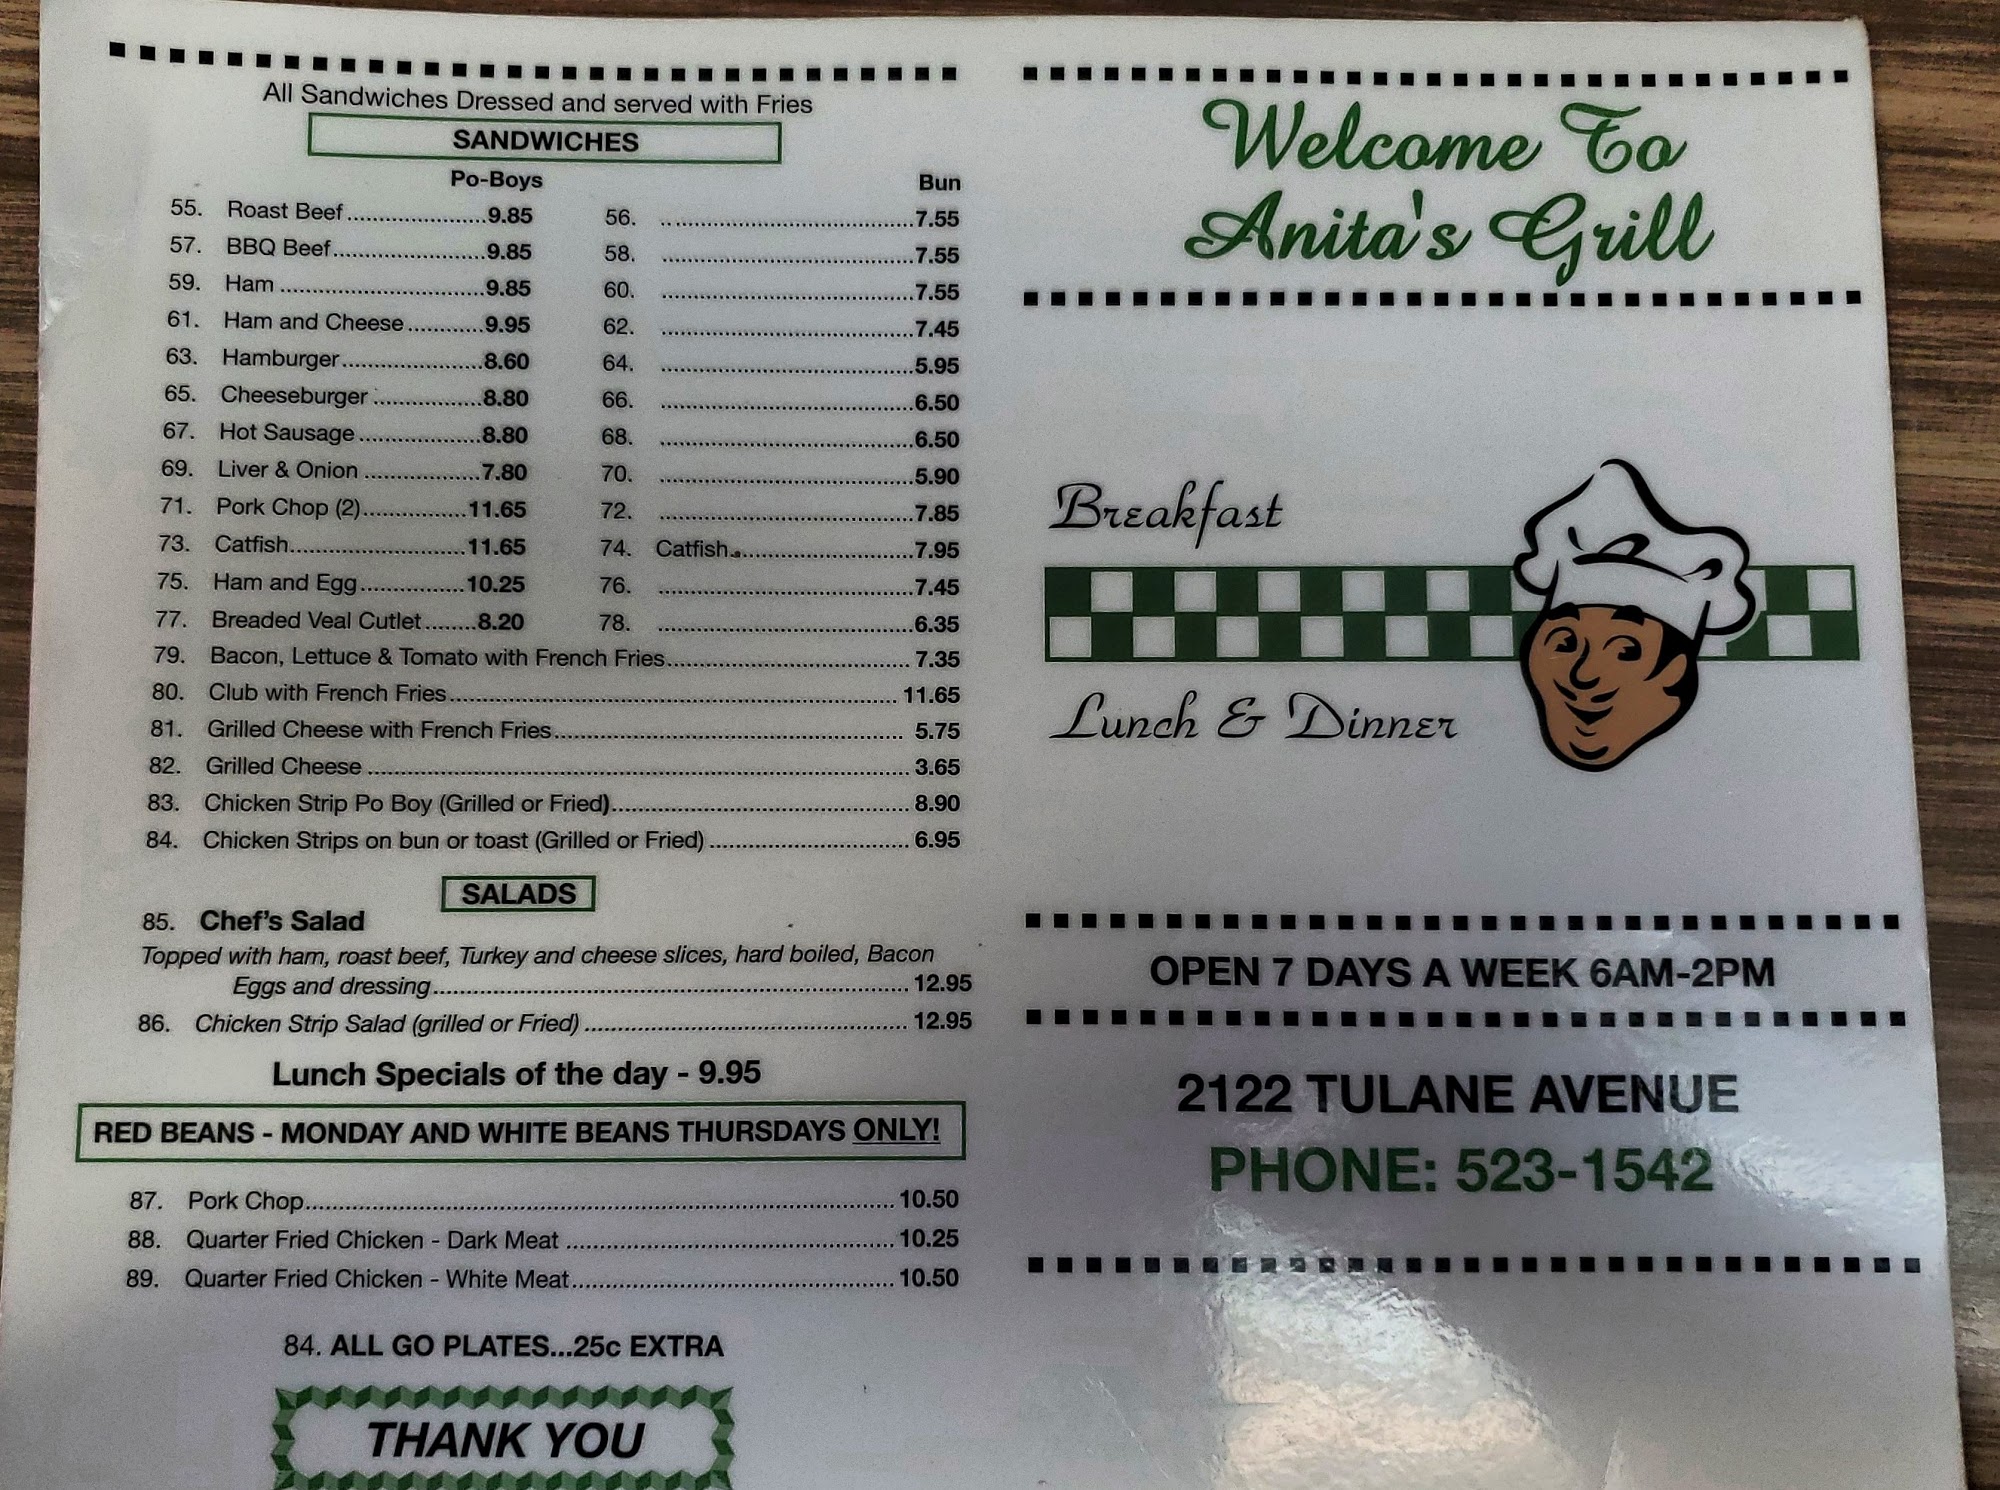 All Sandwiches Dressed and served with Fries
SANDWICHES
Po-Boys Bun
55. Roast Beef 9.85 56. 7.55
57. BBQ Beef 9.85 58. 7.55
59. Ham 9.85 60. 7.55
61. Ham and Cheese 9.95 62. 7.45
63. Hamburger 8.60 64. 5.95
65. Cheeseburger 8.80 66. 6.50
67. Hot Sausage 8.80 68. 6.50
69. Liver & Onion 7.80 70. 5.90
71. Pork Chop (2) 11.65 72. 7.85
73. Catfish 11.65 74. Catfish 7.95
75. Ham and Egg 10.25 76. 7.45
77. Breaded Veal Cutlet 8.20 78. 6.35
79. Bacon, Lettuce & Tomato with French Fries 7.35
80. Club with French Fries 11.65
81. Grilled Cheese with French Fries 5.75
82. Grilled Cheese 3.65
83. Chicken Strip Po Boy (Grilled or Fried) 8.90
84. Chicken Strips on bun or toast (Grilled or Fried) 6.95
SALADS
85. Chef's Salad
Topped with ham, roast beef, Turkey and cheese slices, hard boiled, Bacon
Eggs and dressing 12.95
86. Chicken Strip Salad (grilled or Fried) 12.95
Lunch Specials of the day - 9.95
RED BEANS - MONDAY AND WHITE BEANS THURSDAYS ONLY!
87. Pork Chop 10.50
88. Quarter Fried Chicken - Dark Meat 10.25
89. Quarter Fried Chicken - White Meat 10.50
84. ALL GO PLATES...25c EXTRA
THANK YOU
Welcome To
Anita's Grill
Breakfast
Lunch & Dinner
OPEN 7 DAYS A WEEK 6AM-2PM
2122 TULANE AVENUE
PHONE: 523-1542